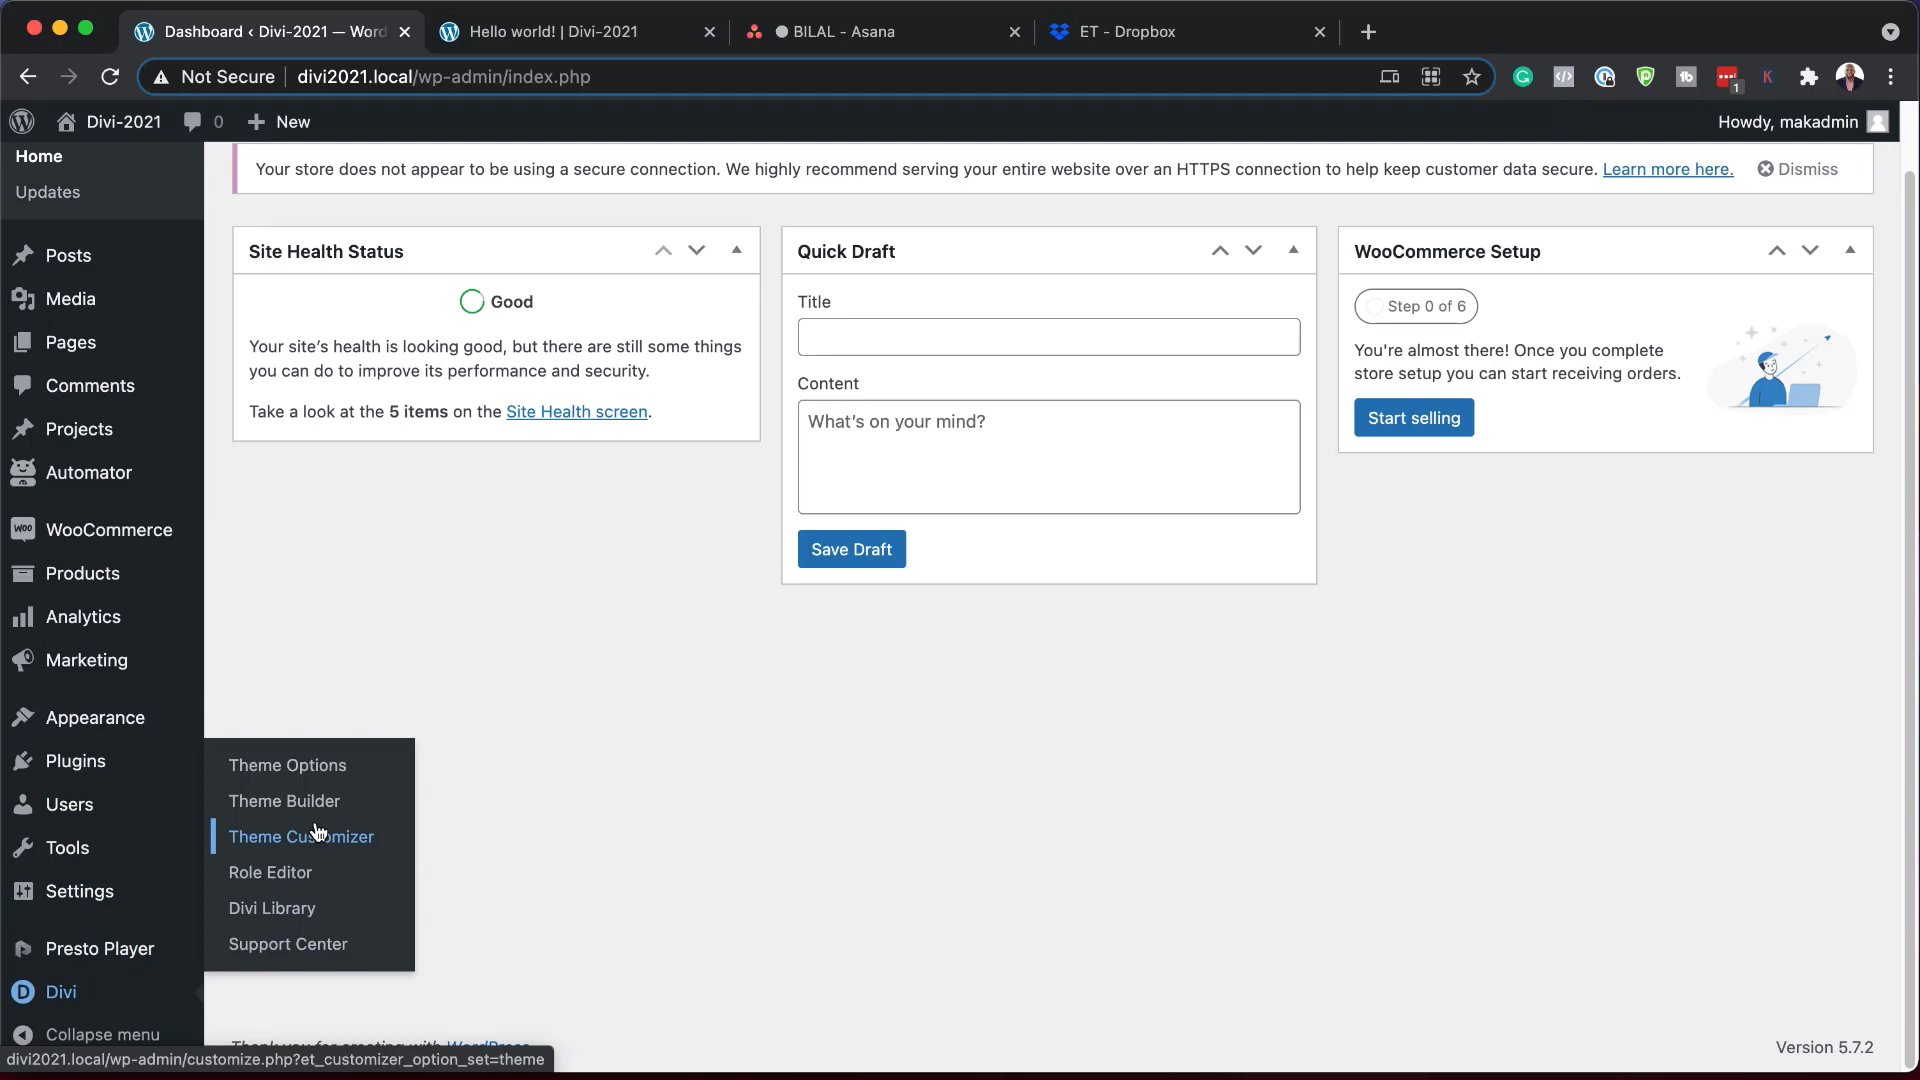 Dashboard ‹ Divi-2021 — Word
Hello world! | Divi-2021
BILAL - Asana
ET - Dropbox
Not Secure
divi2021.local/wp-admin/index.php
1
Divi-2021
0
New
Howdy, makadmin
Home
Updates
Posts
Media
Pages
Comments
Projects
Automator
WooCommerce
Products
Analytics
Marketing
Appearance
Plugins
Users
Tools
Settings
Presto Player
Divi
Collapse menu
Your store does not appear to be using a secure connection. We highly recommend serving your entire website over an HTTPS connection to help keep customer data secure. Learn more here.
Dismiss
Site Health Status
Good
Your site's health is looking good, but there are still some things
you can do to improve its performance and security.
Take a look at the 5 items on the Site Health screen.
Quick Draft
Title
Content
What's on your mind?
Save Draft
WooCommerce Setup
Step 0 of 6
You're almost there! Once you complete
store setup you can start receiving orders.
Start selling
Theme Options
Theme Builder
Theme Customizer
Role Editor
Divi Library
Support Center
Thank you for creating with WordPress
divi2021.local/wp-admin/customize.php?et_customizer_option_set=theme
Version 5.7.2